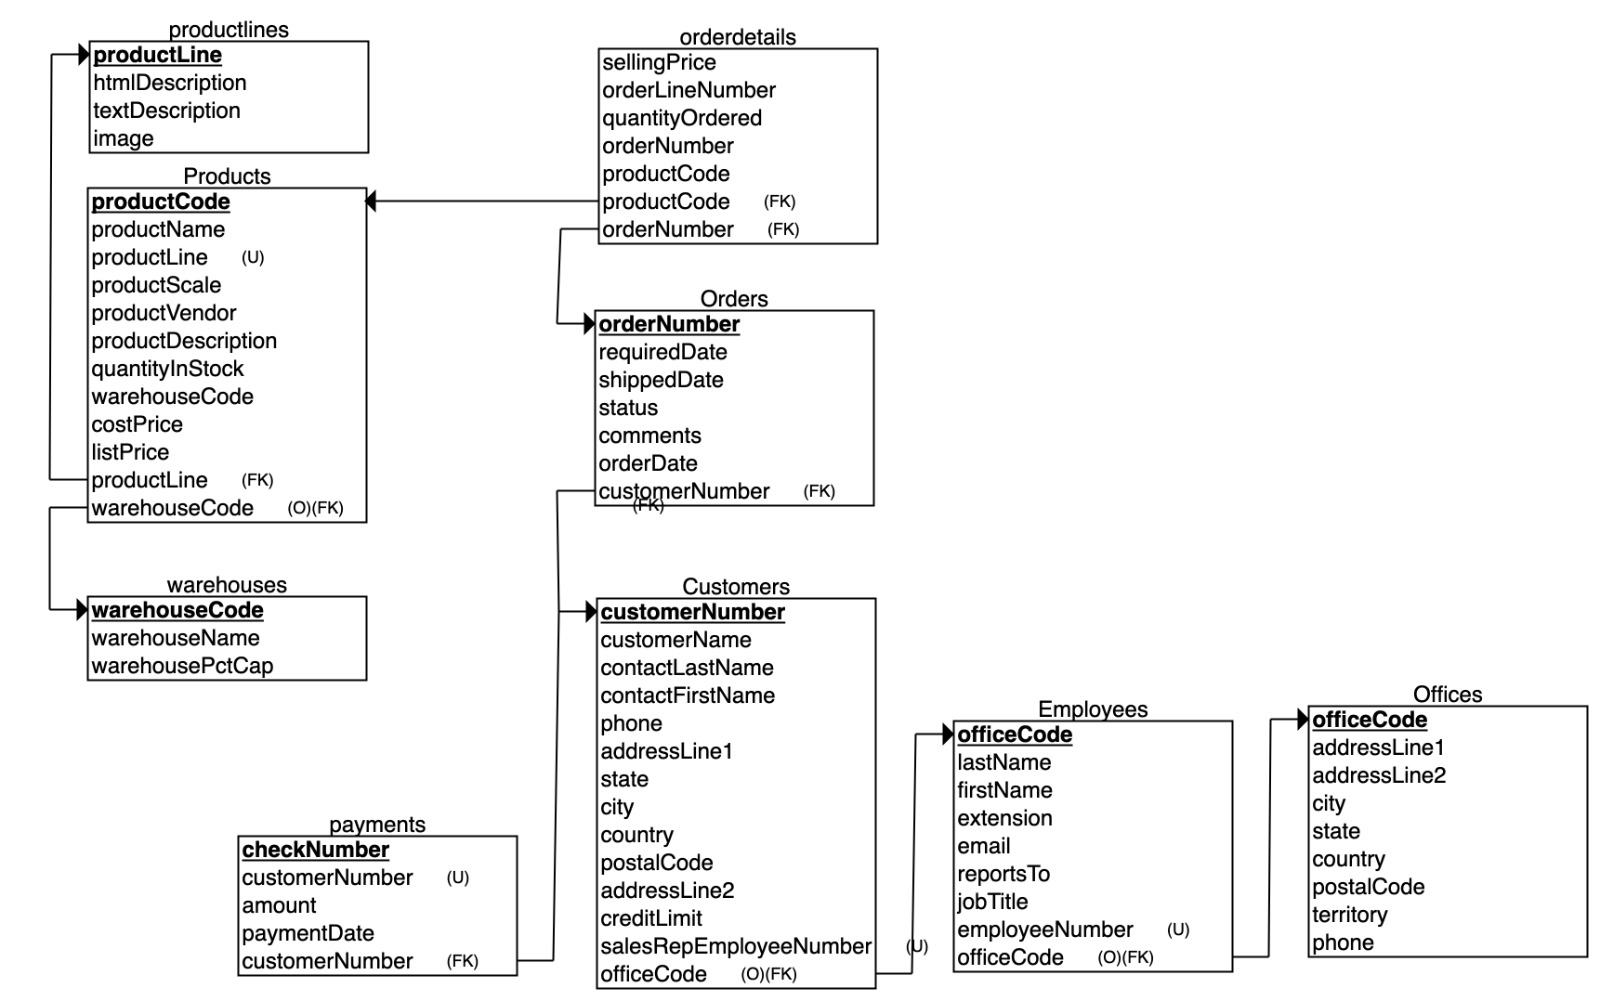 productlines
productLine
htmlDescription
textDescription
image
Products
productCode
productName
productLine (U)
productScale
productVendor
productDescription
quantityInStock
warehouseCode
costPrice
listPrice
productLine (FK)
warehouseCode (O)(FK)
warehouses
warehouseCode
warehouseName
warehousePctCap
orderdetails
sellingPrice
orderLineNumber
quantityOrdered
orderNumber
productCode
productCode (FK)
orderNumber (FK)
Orders
orderNumber
requiredDate
shippedDate
status
comments
orderDate
customerNumber (FK)
(FK)
payments
checkNumber
customerNumber (U)
amount
paymentDate
customerNumber (FK)
Customers
customerNumber
customerName
contactLastName
contactFirstName
phone
addressLine1
state
city
country
postalCode
addressLine2
creditLimit
salesRepEmployeeNumber (U)
officeCode (O)(FK)
Employees
officeCode
lastName
firstName
extension
email
reportsTo
jobTitle
employeeNumber (U)
officeCode (O)(FK)
Offices
officeCode
addressLine1
addressLine2
city
state
country
postalCode
territory
phone